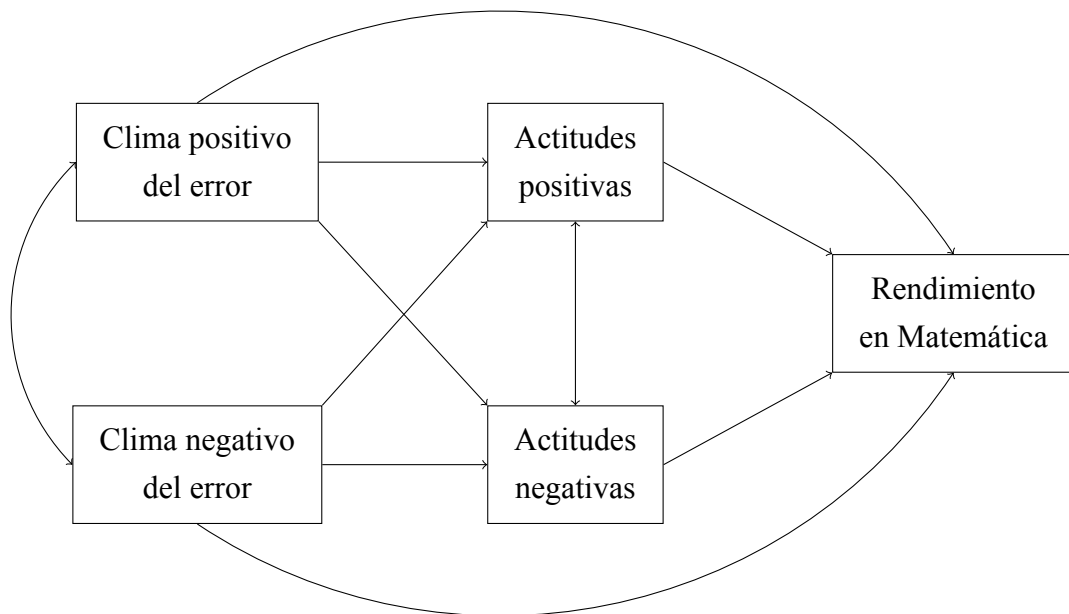 Clima positivo
del error
Actitudes
positivas
Rendimiento
en Matemática
Clima negativo
del error
Actitudes
negativas